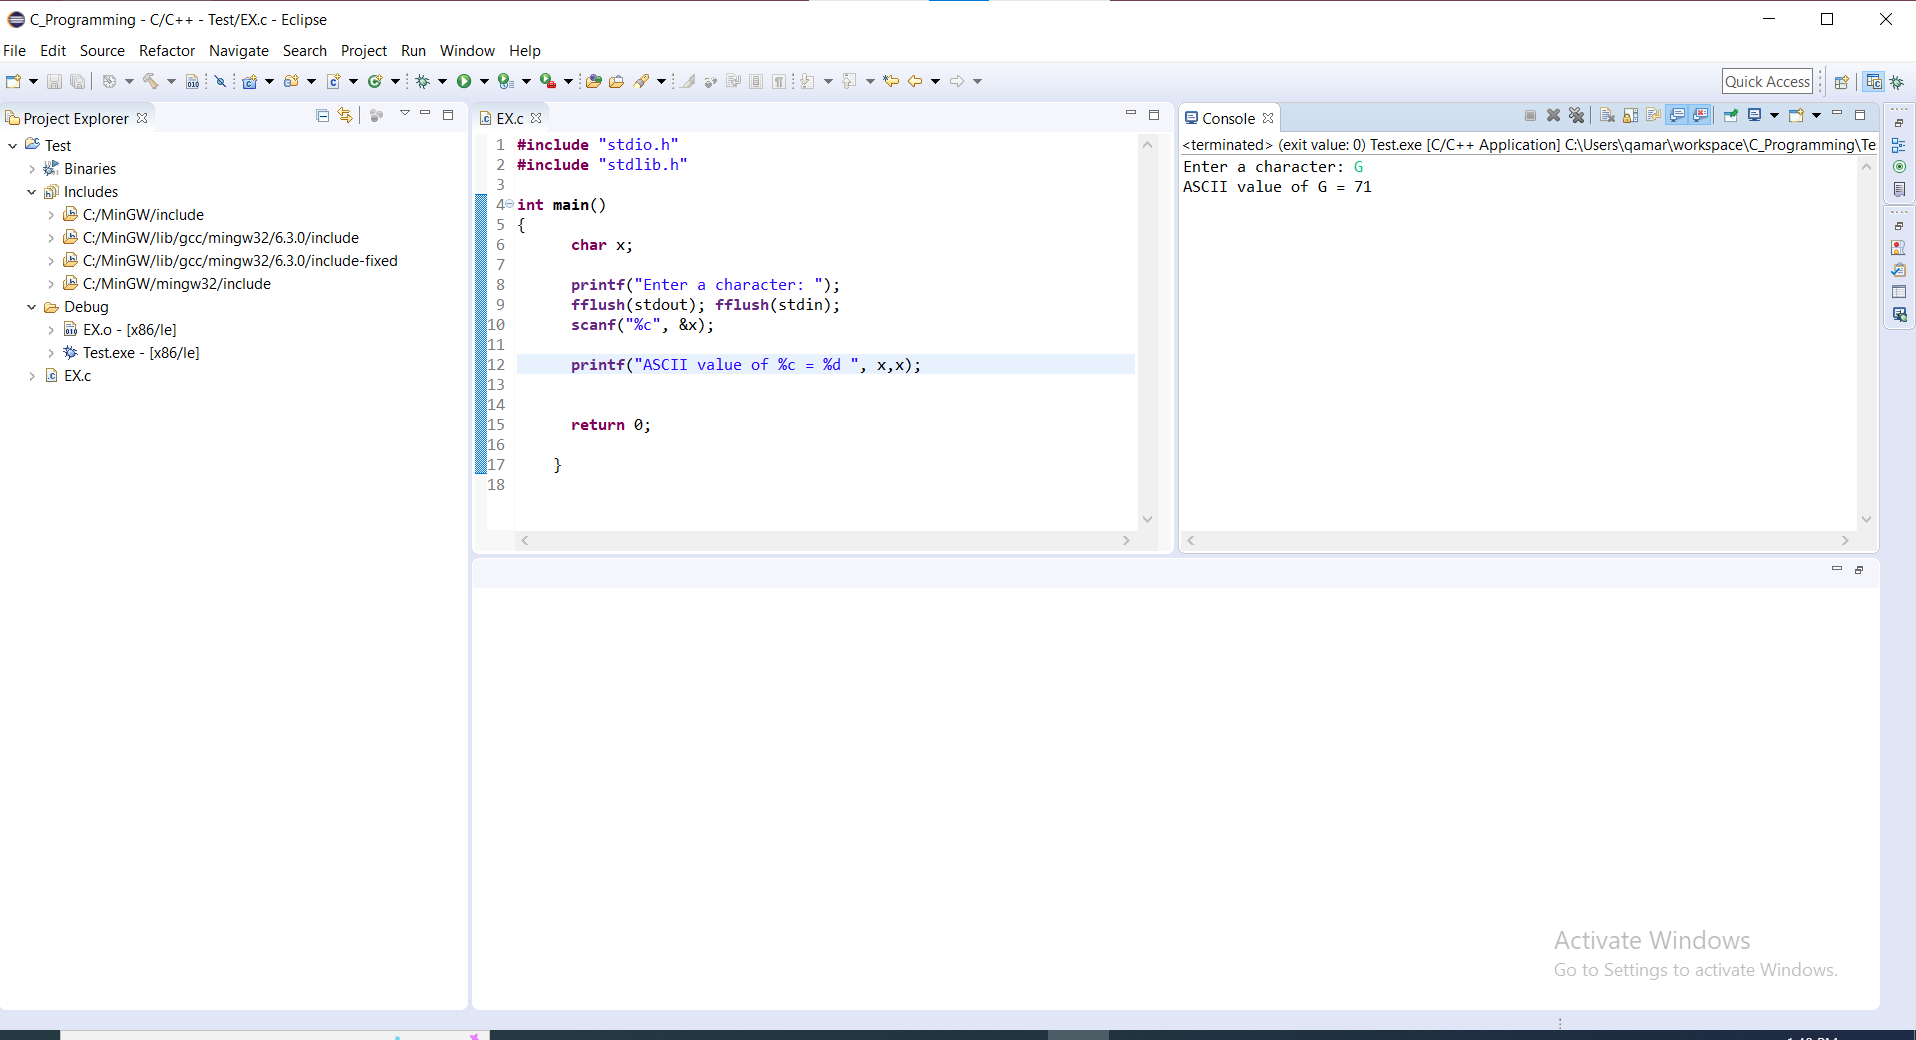 C_Programming - C/C++ - Test/EX.c - Eclipse
File Edit Source Refactor Navigate Search Project Run Window Help
Quick Access
Project Explorer
Test
Binaries
Includes
C:/MinGW/include
C:/MinGW/lib/gcc/mingw32/6.3.0/include
C:/MinGW/lib/gcc/mingw32/6.3.0/include-fixed
C:/MinGW/mingw32/include
Debug
EX.o - [x86/le]
Test.exe - [x86/le]
EX.c
EX.c
1 #include "stdio.h"
2 #include "stdlib.h"
3
4 int main()
5 {
6 char x;
7
8 printf("Enter a character: ");
9 fflush(stdout); fflush(stdin);
10 scanf("%c", &x);
11
12 printf("ASCII value of %c = %d ", x,x);
13
14
15 return 0;
16
17 }
18
Console
<terminated> (exit value: 0) Test.exe [C/C++ Application] C:\Users\qamar\workspace\C_Programming\Te
Enter a character: G
ASCII value of G = 71
Activate Windows
Go to Settings to activate Windows.